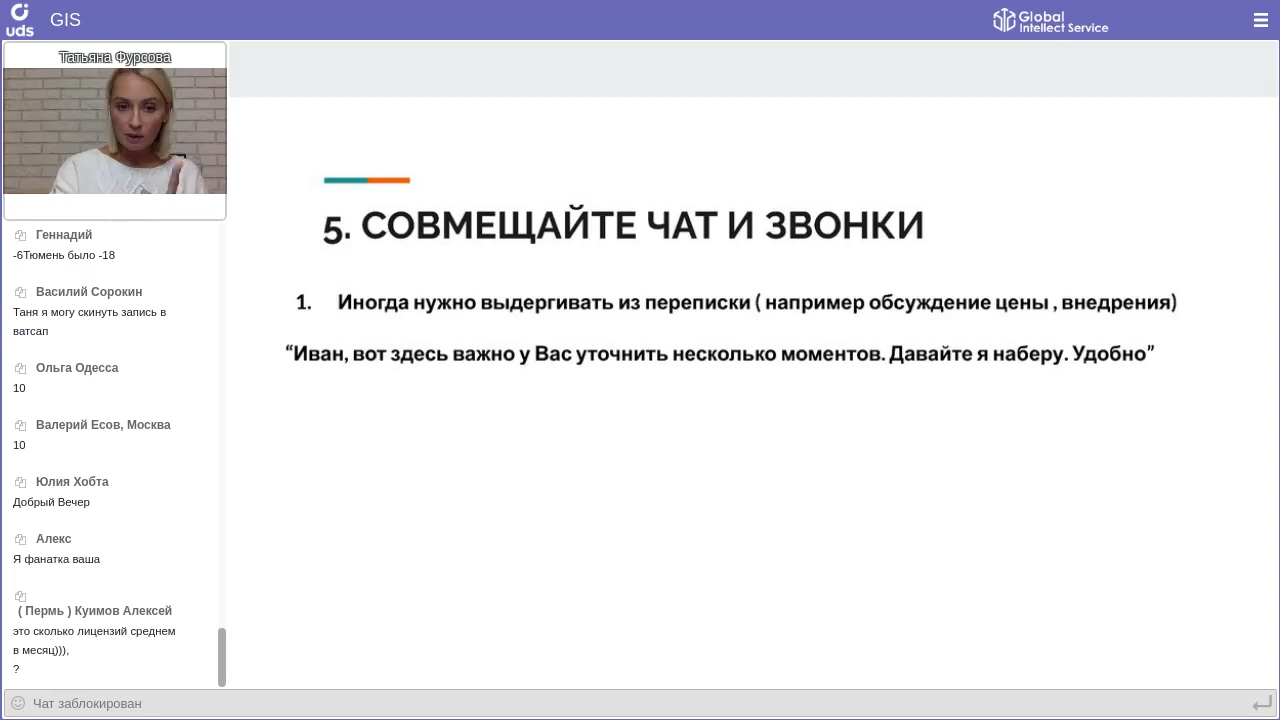 uds
GIS
Global
Intellect Service
Татьяна Фурсова
5. СОВМЕЩАЙТЕ ЧАТ И ЗВОНКИ
1. Иногда нужно выдергивать из переписки ( например обсуждение цены , внедрения)
“Иван, вот здесь важно у Вас уточнить несколько моментов. Давайте я наберу. Удобно”
Геннадий
-6Тюмень было -18
Василий Сорокин
Таня я могу скинуть запись в
ватсап
Ольга Одесса
10
Валерий Есов, Москва
10
Юлия Хобта
Добрый Вечер
Алекс
Я фанатка ваша
( Пермь ) Куимов Алексей
это сколько лицензий среднем
в месяц))),
?
Чат заблокирован